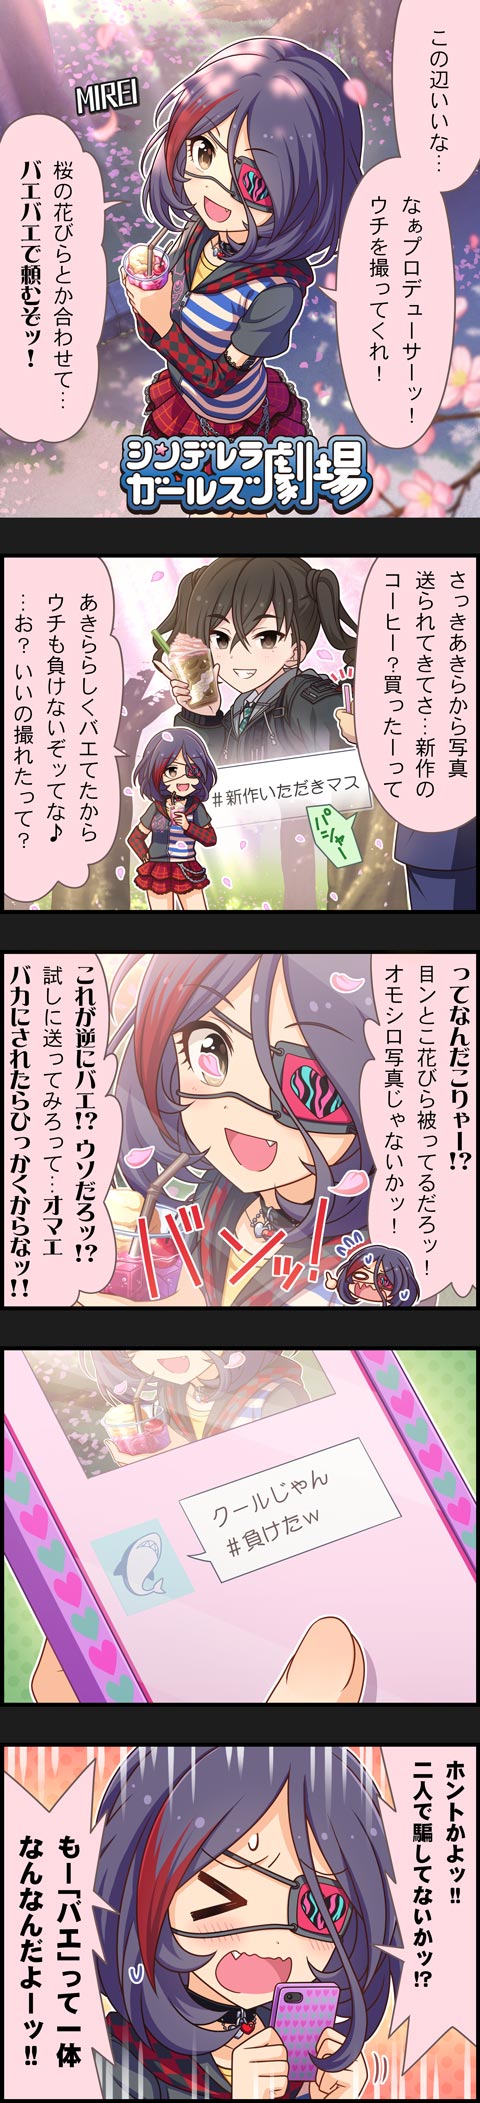 この辺いいな…
なぁプロデューサーッ！
ウチを撮ってくれ！
MIREI
桜の花びらとか合わせて…
バエバエで頼むぞッ！
シンデレラ
ガールズ劇場
さっきあきらから写真
送られてきてさ…新作の
コーヒー？買ったーって
#新作いただきマス
パシャー
あきららしくバエてたから
ウチも負けないぞッてな♪
…お？いいの撮れたって？
ってなんだこりゃー!?
目ンとこ花びら被ってるだろッ！
オモシロ写真じゃないかッ！
バンッ！
これが逆にバエ!?ウソだろッ!?
試しに送ってみろって…オマエ
バカにされたらひっかくからなッ!!
クールじゃん
#負けたw
ホントかよッ!!
二人で騙してないかッ!?
もー「バエ」って一体
なんなんだよーッ!!